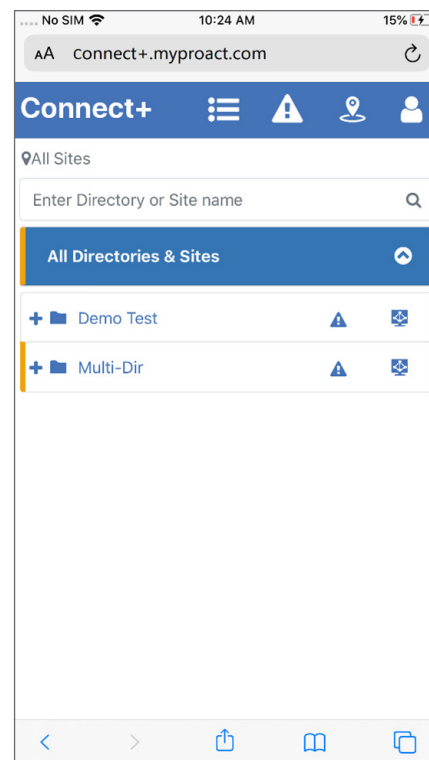 No SIM 10:24 AM 15%
AA Connect+.myproact.com
Connect+
All Sites
Enter Directory or Site name
All Directories & Sites
Demo Test
Multi-Dir